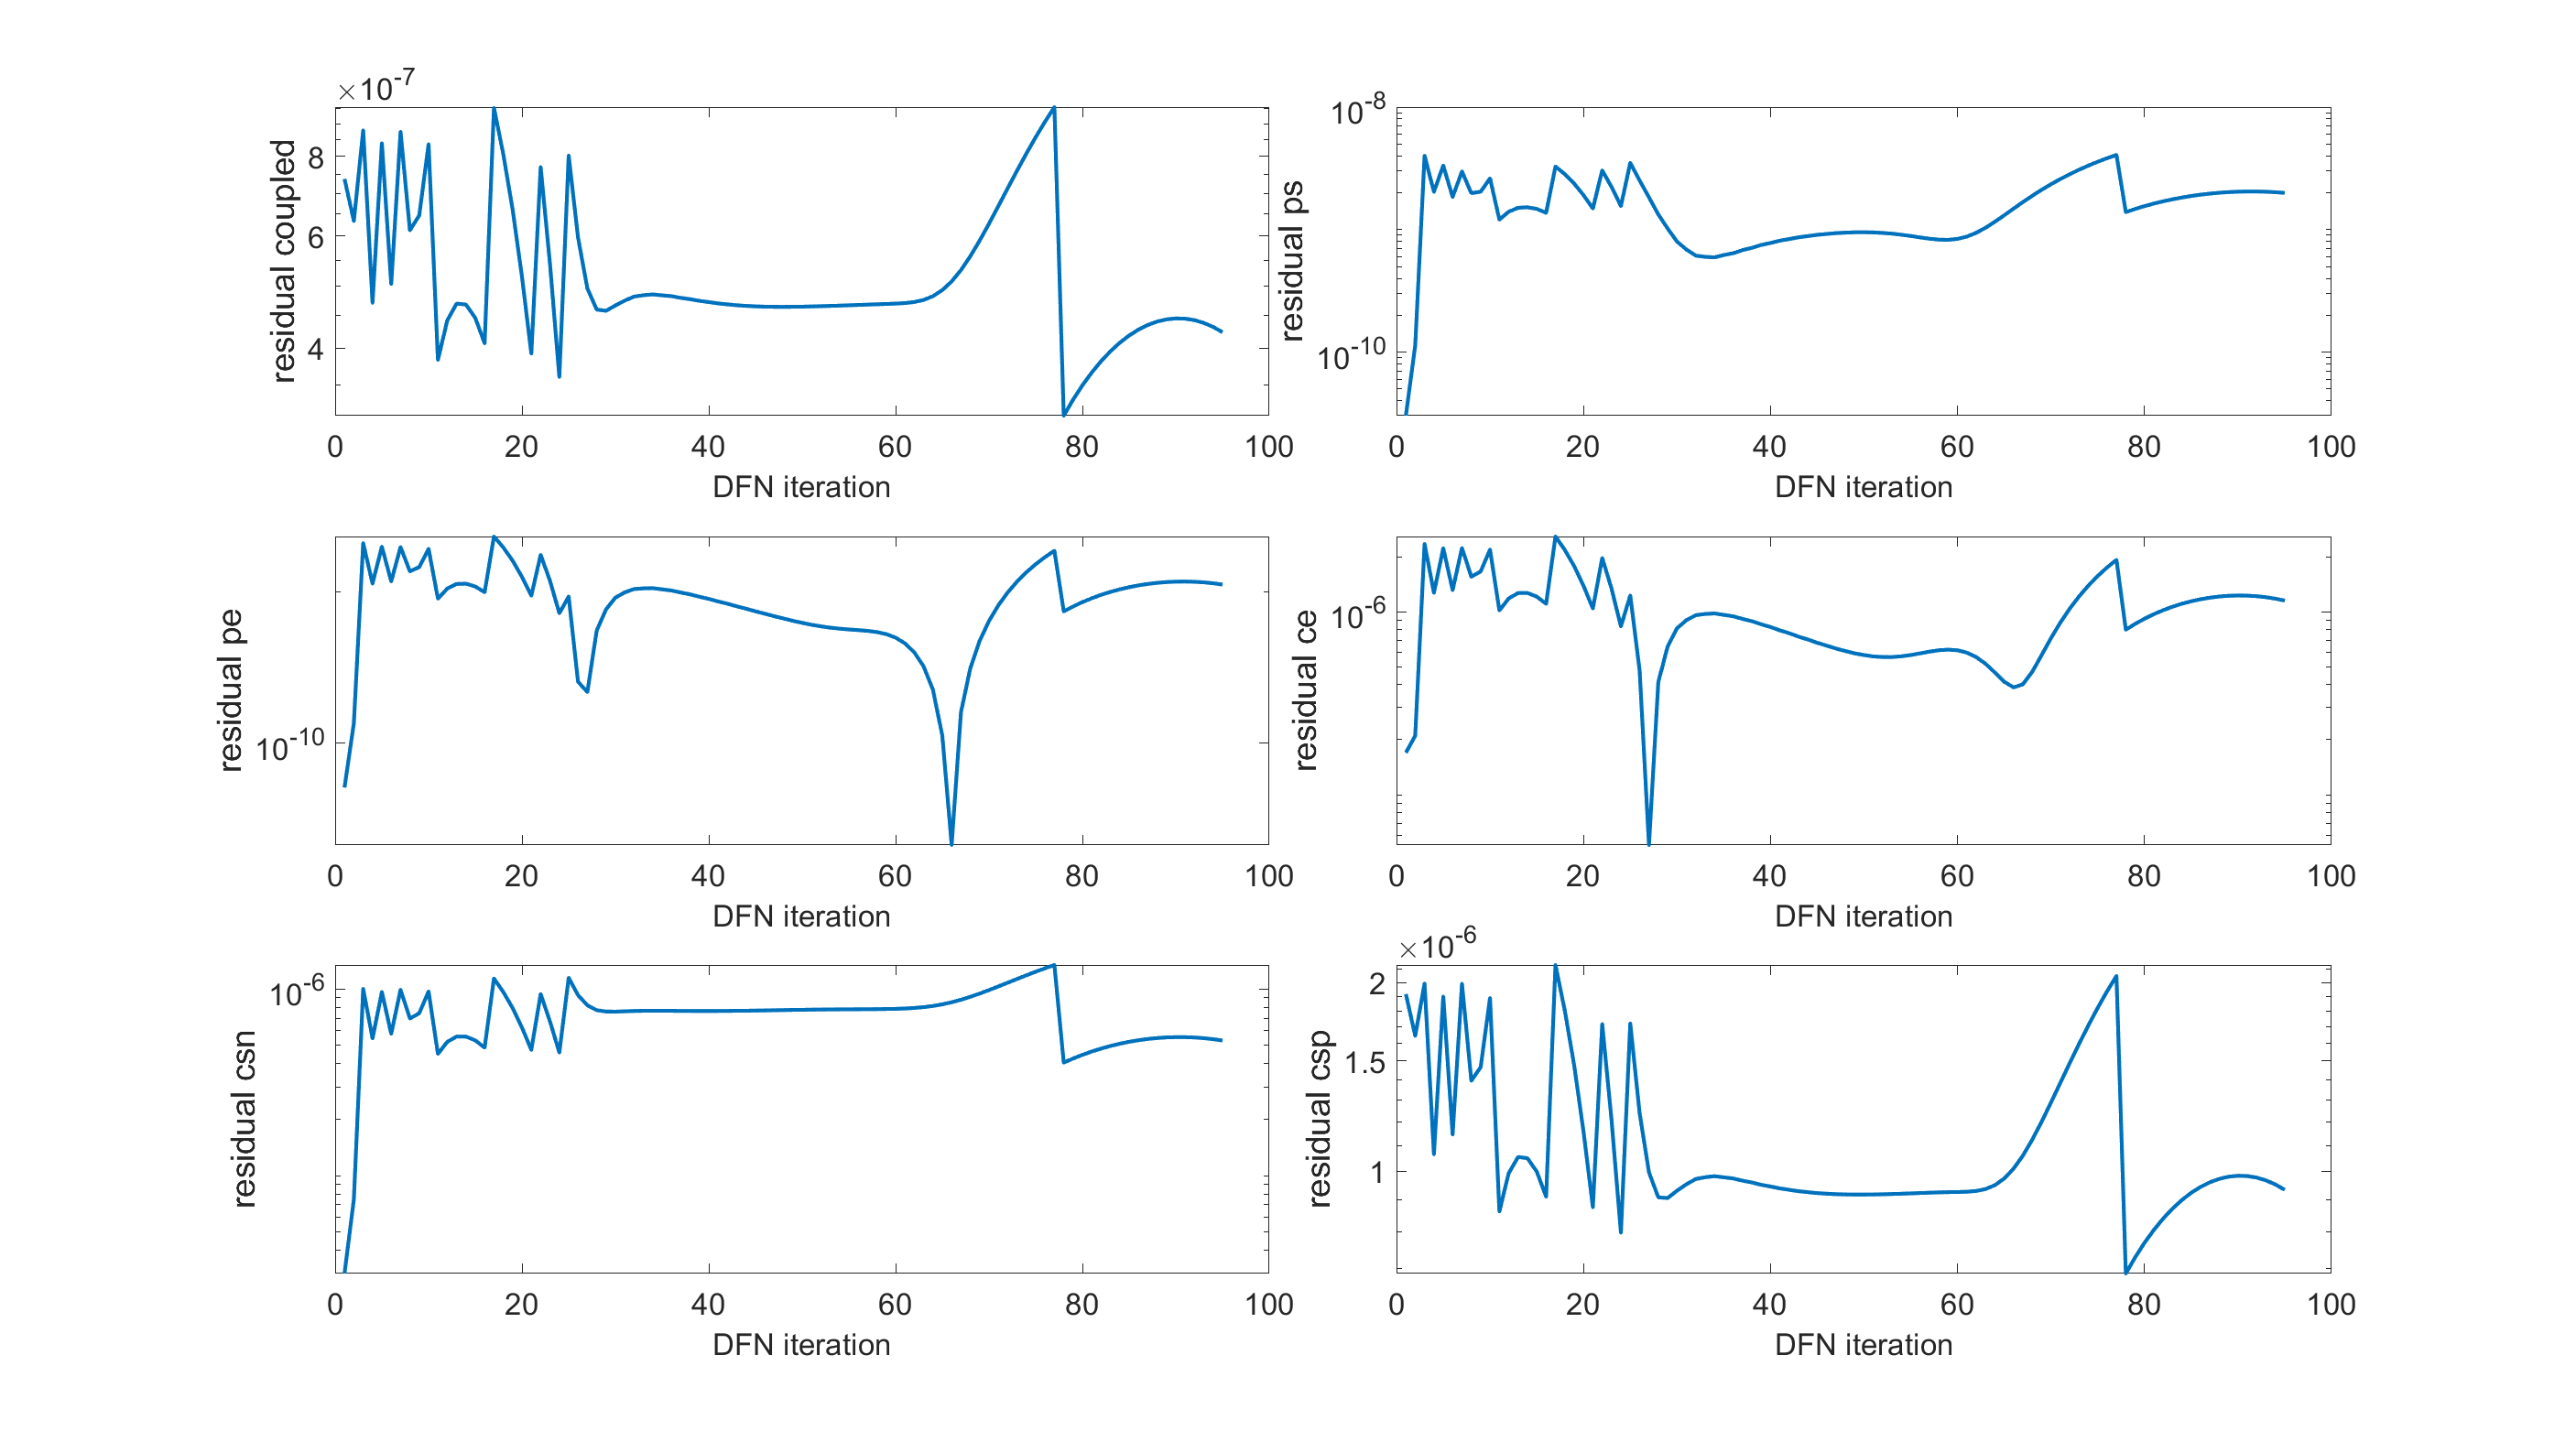 ×10-7
8
6
4
residual coupled
0 20 40 60 80 100
DFN iteration
10-8
10-10
residual ps
0 20 40 60 80 100
DFN iteration
10-10
residual pe
0 20 40 60 80 100
DFN iteration
10-6
residual ce
0 20 40 60 80 100
DFN iteration
10-6
residual csn
0 20 40 60 80 100
DFN iteration
×10-6
2
1.5
1
residual csp
0 20 40 60 80 100
DFN iteration